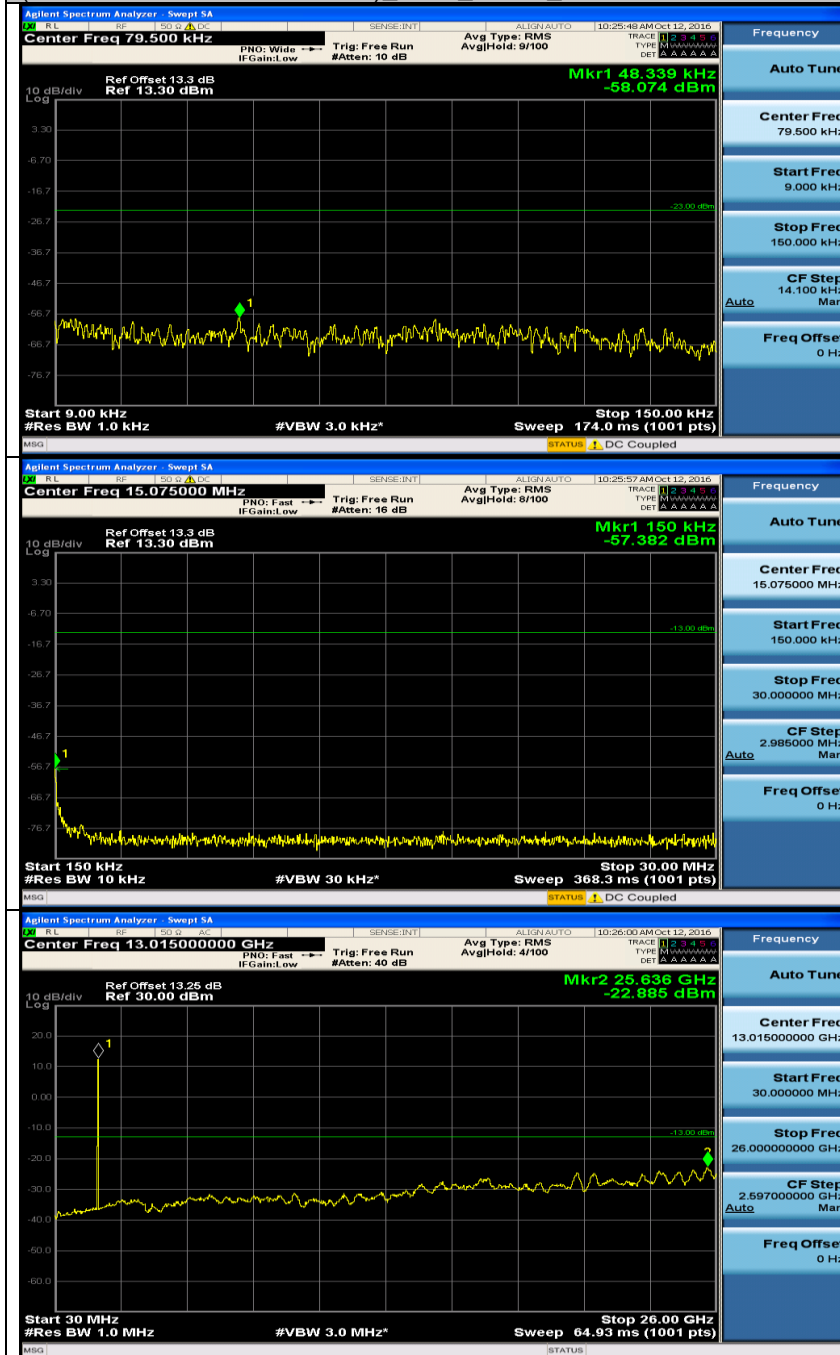 Agilent Spectrum Analyzer - Swept SA
LXI RL RF 50 Ω DC SENSE:INT ALIGN AUTO 10:25:48 AM Oct 12, 2016
Center Freq 79.500 kHz
PNO: Wide
IFGain:Low
Trig: Free Run
#Atten: 10 dB
Avg Type: RMS
Avg|Hold: 9/100
TRACE 1 2 3 4 5 6
TYPE M
DET A A A A A A
Frequency
Mkr1 48.339 kHz
-58.074 dBm
Ref Offset 13.3 dB
10 dB/div Ref 13.30 dBm
Log
3.30
-6.70
-16.7
-26.7
-36.7
-46.7
-56.7
-66.7
-76.7
-23.00 dBm
1
Start 9.00 kHz Stop 150.00 kHz
#Res BW 1.0 kHz #VBW 3.0 kHz* Sweep 174.0 ms (1001 pts)
MSG STATUS DC Coupled
Auto Tune
Center Freq
79.500 kHz
Start Freq
9.000 kHz
Stop Freq
150.000 kHz
CF Step
14.100 kHz
Auto Man
Freq Offset
0 Hz
Agilent Spectrum Analyzer - Swept SA
LXI RL RF 50 Ω DC SENSE:INT ALIGN AUTO 10:25:57 AM Oct 12, 2016
Center Freq 15.075000 MHz
PNO: Fast
IFGain:Low
Trig: Free Run
#Atten: 16 dB
Avg Type: RMS
Avg|Hold: 8/100
TRACE 1 2 3 4 5 6
TYPE M
DET A A A A A A
Frequency
Mkr1 150 kHz
-57.382 dBm
Ref Offset 13.3 dB
10 dB/div Ref 13.30 dBm
Log
3.30
-6.70
-16.7
-26.7
-36.7
-46.7
-56.7
-66.7
-76.7
-13.00 dBm
1
Start 150 kHz Stop 30.00 MHz
#Res BW 10 kHz #VBW 30 kHz* Sweep 368.3 ms (1001 pts)
MSG STATUS DC Coupled
Auto Tune
Center Freq
15.075000 MHz
Start Freq
150.000 kHz
Stop Freq
30.000000 MHz
CF Step
2.985000 MHz
Auto Man
Freq Offset
0 Hz
Agilent Spectrum Analyzer - Swept SA
LXI RL RF 50 Ω AC SENSE:INT ALIGN AUTO 10:26:00 AM Oct 12, 2016
Center Freq 13.015000000 GHz
PNO: Fast
IFGain:Low
Trig: Free Run
#Atten: 40 dB
Avg Type: RMS
Avg|Hold: 4/100
TRACE 1 2 3 4 5 6
TYPE M
DET A A A A A A
Frequency
Mkr2 25.636 GHz
-22.885 dBm
Ref Offset 13.25 dB
10 dB/div Ref 30.00 dBm
Log
20.0
10.0
0.00
-10.0
-20.0
-30.0
-40.0
-50.0
-60.0
-13.00 dBm
1
2
Start 30 MHz Stop 26.00 GHz
#Res BW 1.0 MHz #VBW 3.0 MHz* Sweep 64.93 ms (1001 pts)
MSG STATUS
Auto Tune
Center Freq
13.015000000 GHz
Start Freq
30.000000 MHz
Stop Freq
26.000000000 GHz
CF Step
2.597000000 GHz
Auto Man
Freq Offset
0 Hz